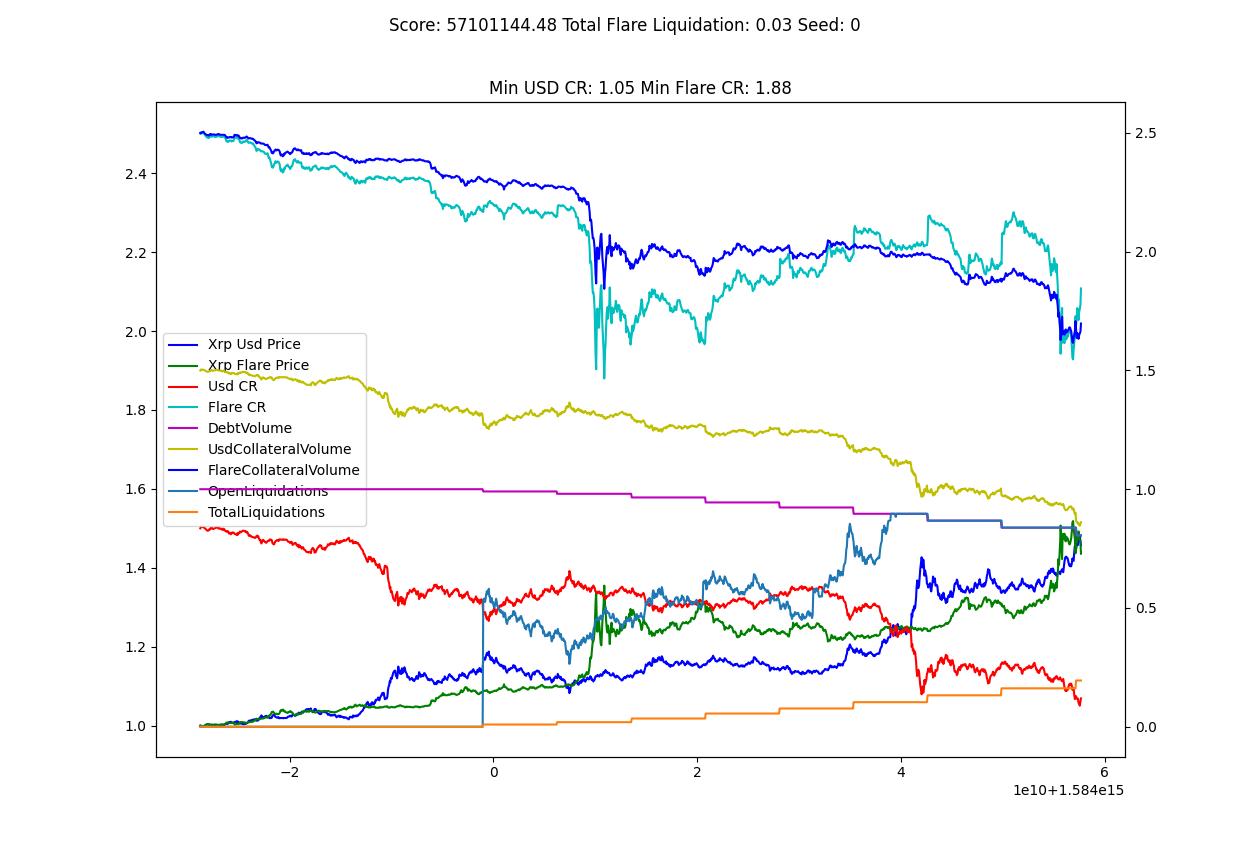 Score: 57101144.48 Total Flare Liquidation: 0.03 Seed: 0
Min USD CR: 1.05 Min Flare CR: 1.88
2.4
2.2
2.0
1.8
1.6
1.4
1.2
1.0
Xrp Usd Price
Xrp Flare Price
Usd CR
Flare CR
DebtVolume
UsdCollateralVolume
FlareCollateralVolume
OpenLiquidations
TotalLiquidations
2.5
2.0
1.5
1.0
0.5
0.0
−2 0 2 4 6
1e10+1.584e15